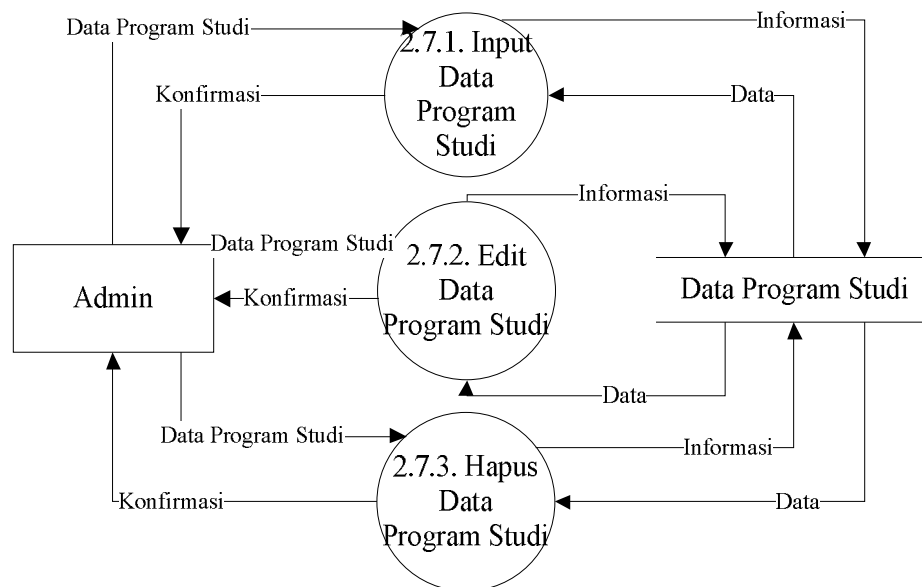 Data Program Studi
Informasi
2.7.1. Input
Data
Program
Studi
Konfirmasi
Data
Informasi
Data Program Studi
2.7.2. Edit
Data
Program Studi
Konfirmasi
Admin
Data Program Studi
Data
Data Program Studi
Informasi
2.7.3. Hapus
Data
Program Studi
Konfirmasi
Data